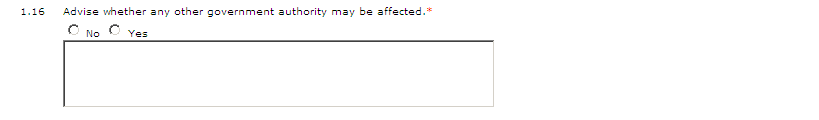 1.16 Advise whether any other government authority may be affected.*
No Yes